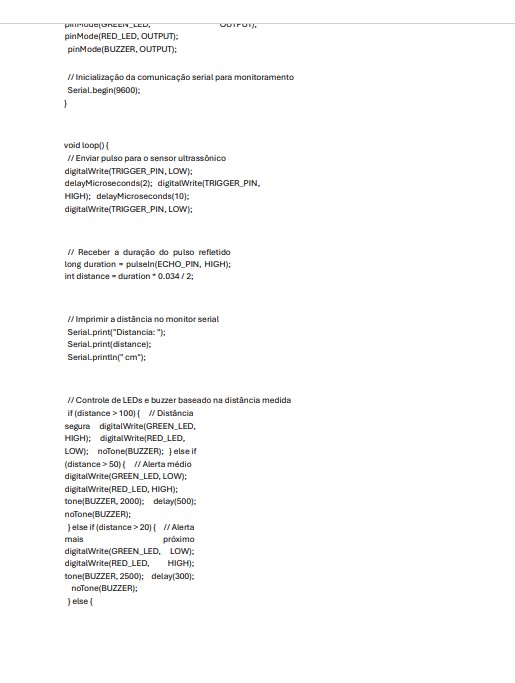 pinMode(GREEN_LED, OUTPUT);
pinMode(RED_LED, OUTPUT);
pinMode(BUZZER, OUTPUT);
// Inicialização da comunicação serial para monitoramento
Serial.begin(9600);
}
void loop() {
// Enviar pulso para o sensor ultrassônico
digitalWrite(TRIGGER_PIN, LOW);
delayMicroseconds(2); digitalWrite(TRIGGER_PIN,
HIGH); delayMicroseconds(10);
digitalWrite(TRIGGER_PIN, LOW);
// Receber a duração do pulso refletido
long duration = pulseIn(ECHO_PIN, HIGH);
int distance = duration * 0.034 / 2;
// Imprimir a distância no monitor serial
Serial.print("Distancia: ");
Serial.print(distance);
Serial.println(" cm");
// Controle de LEDs e buzzer baseado na distância medida
if (distance > 100) { // Distância
segura digitalWrite(GREEN_LED,
HIGH); digitalWrite(RED_LED,
LOW); noTone(BUZZER); } else if
(distance > 50) { // Alerta médio
digitalWrite(GREEN_LED, LOW);
digitalWrite(RED_LED, HIGH);
tone(BUZZER, 2000); delay(500);
noTone(BUZZER);
} else if (distance > 20) { // Alerta
mais próximo
digitalWrite(GREEN_LED, LOW);
digitalWrite(RED_LED, HIGH);
tone(BUZZER, 2500); delay(300);
noTone(BUZZER);
} else {